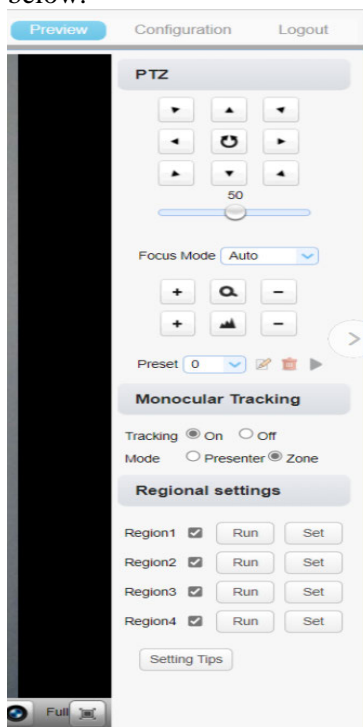 below.
Preview Configuration Logout
PTZ
50
Focus Mode Auto
+ −
+ −
Preset 0
Monocular Tracking
Tracking On Off
Mode Presenter Zone
Regional settings
Region1 Run Set
Region2 Run Set
Region3 Run Set
Region4 Run Set
Setting Tips
Full